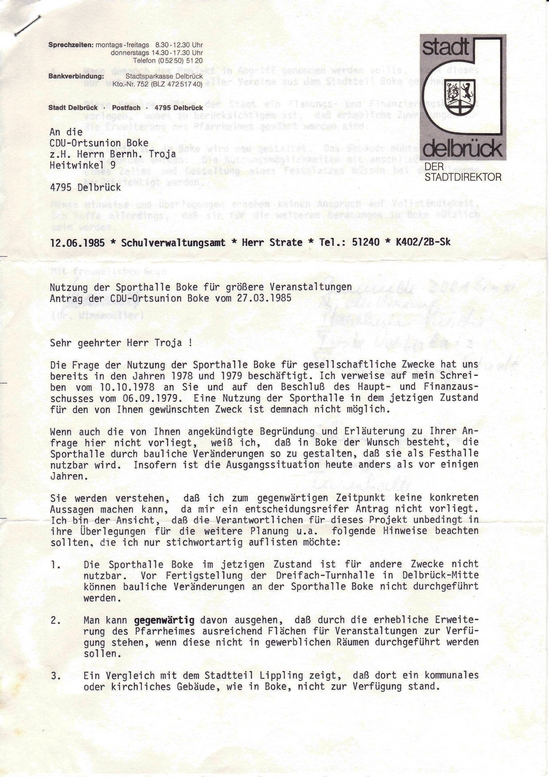 Sprechzeiten: montags-freitags 8.30-12.30 Uhr
donnerstags 14.30-17.30 Uhr
Telefon (0 52 50) 51 20
Bankverbindung: Stadtsparkasse Delbrück
Kto.-Nr. 752 (BLZ 472 517 40)
Stadt Delbrück · Postfach · 4795 Delbrück
stadt
delbrück
DER
STADTDIREKTOR
An die
CDU-Ortsunion Boke
z.H. Herrn Bernh. Troja
Heitwinkel 9
4795 Delbrück
12.06.1985 * Schulverwaltungsamt * Herr Strate * Tel.: 51240 * K402/2B-Sk
Nutzung der Sporthalle Boke für größere Veranstaltungen
Antrag der CDU-Ortsunion Boke vom 27.03.1985
Sehr geehrter Herr Troja !
Die Frage der Nutzung der Sporthalle Boke für gesellschaftliche Zwecke hat uns
bereits in den Jahren 1978 und 1979 beschäftigt. Ich verweise auf mein Schrei-
ben vom 10.10.1978 an Sie und auf den Beschluß des Haupt- und Finanzaus-
schusses vom 06.09.1979. Eine Nutzung der Sporthalle in dem jetzigen Zustand
für den von Ihnen gewünschten Zweck ist demnach nicht möglich.
Wenn auch die von Ihnen angekündigte Begründung und Erläuterung zu Ihrer An-
frage hier nicht vorliegt, weiß ich, daß in Boke der Wunsch besteht, die
Sporthalle durch bauliche Veränderungen so zu gestalten, daß sie als Festhalle
nutzbar wird. Insofern ist die Ausgangssituation heute anders als vor einigen
Jahren.
Sie werden verstehen, daß ich zum gegenwärtigen Zeitpunkt keine konkreten
Aussagen machen kann, da mir ein entscheidungsreifer Antrag nicht vorliegt.
Ich bin der Ansicht, daß die Verantwortlichen für dieses Projekt unbedingt in
ihre Überlegungen für die weitere Planung u.a. folgende Hinweise beachten
sollten, die ich nur stichwortartig auflisten möchte:
1. Die Sporthalle Boke im jetzigen Zustand ist für andere Zwecke nicht
nutzbar. Vor Fertigstellung der Dreifach-Turnhalle in Delbrück-Mitte
können bauliche Veränderungen an der Sporthalle Boke nicht durchgeführt
werden.
2. Man kann gegenwärtig davon ausgehen, daß durch die erhebliche Erweite-
rung des Pfarrheimes ausreichend Flächen für Veranstaltungen zur Verfü-
gung stehen, wenn diese nicht in gewerblichen Räumen durchgeführt werden
sollen.
3. Ein Vergleich mit dem Stadtteil Lippling zeigt, daß dort ein kommunales
oder kirchliches Gebäude, wie in Boke, nicht zur Verfügung stand.